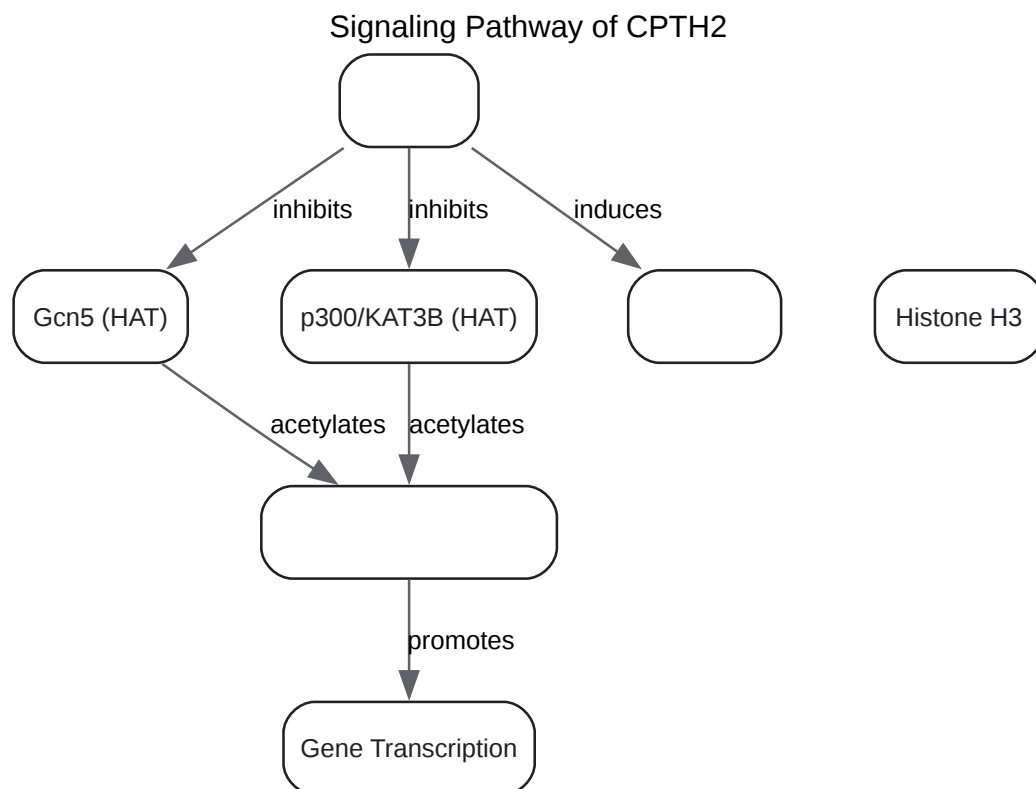 Signaling Pathway of CPTH2
inhibits
inhibits
induces
Gcn5 (HAT)
p300/KAT3B (HAT)
Histone H3
acetylates
acetylates
promotes
Gene Transcription